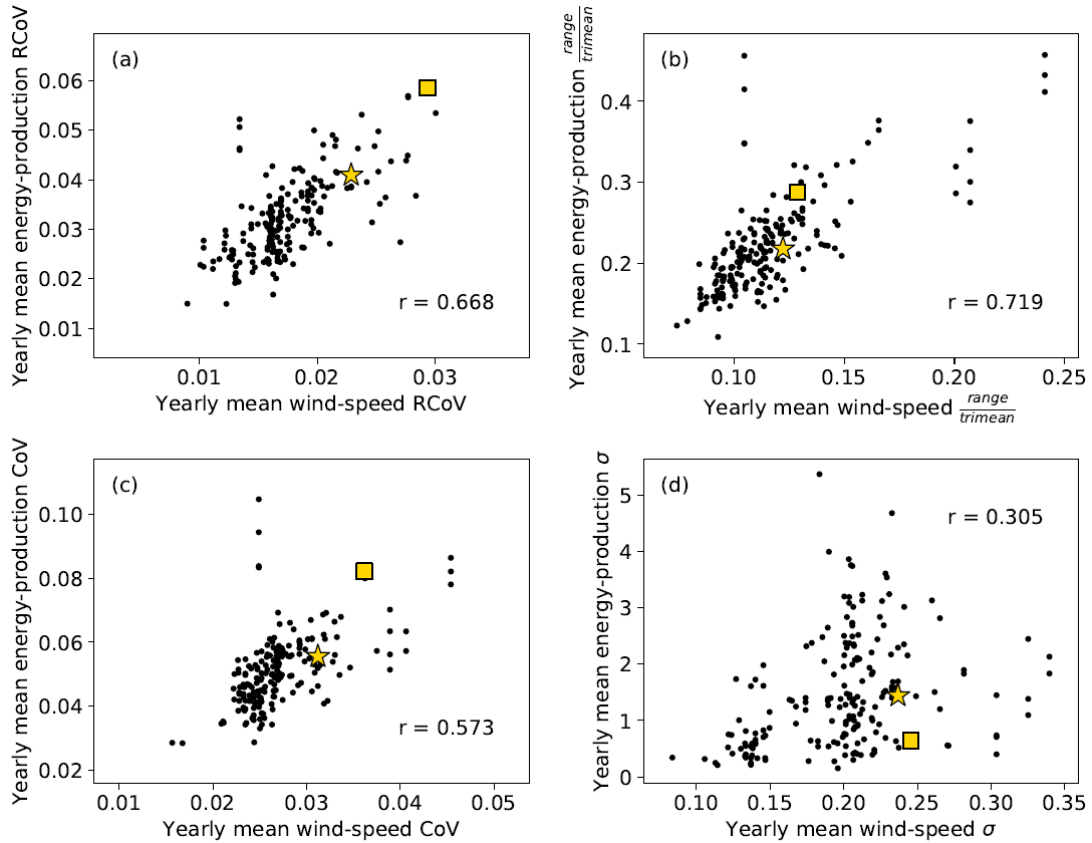 (a)
Yearly mean energy-production RCoV
0.06
0.05
0.04
0.03
0.02
0.01
r = 0.668
0.01 0.02 0.03
Yearly mean wind-speed RCoV
(b)
Yearly mean energy-production range/trimean
0.4
0.3
0.2
0.1
r = 0.719
0.10 0.15 0.20 0.25
Yearly mean wind-speed range/trimean
(c)
Yearly mean energy-production CoV
0.10
0.08
0.06
0.04
0.02
r = 0.573
0.01 0.02 0.03 0.04 0.05
Yearly mean wind-speed CoV
(d)
Yearly mean energy-production σ
r = 0.305
5
4
3
2
1
0
0.10 0.15 0.20 0.25 0.30 0.35
Yearly mean wind-speed σ